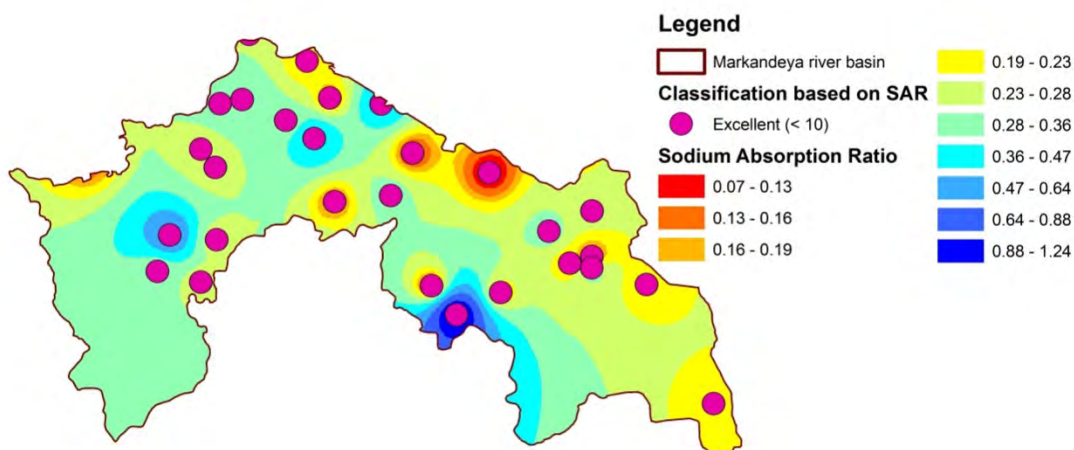 Legend
Markandeya river basin
Classification based on SAR
Excellent (< 10)
Sodium Absorption Ratio
0.07 - 0.13
0.13 - 0.16
0.16 - 0.19
0.19 - 0.23
0.23 - 0.28
0.28 - 0.36
0.36 - 0.47
0.47 - 0.64
0.64 - 0.88
0.88 - 1.24